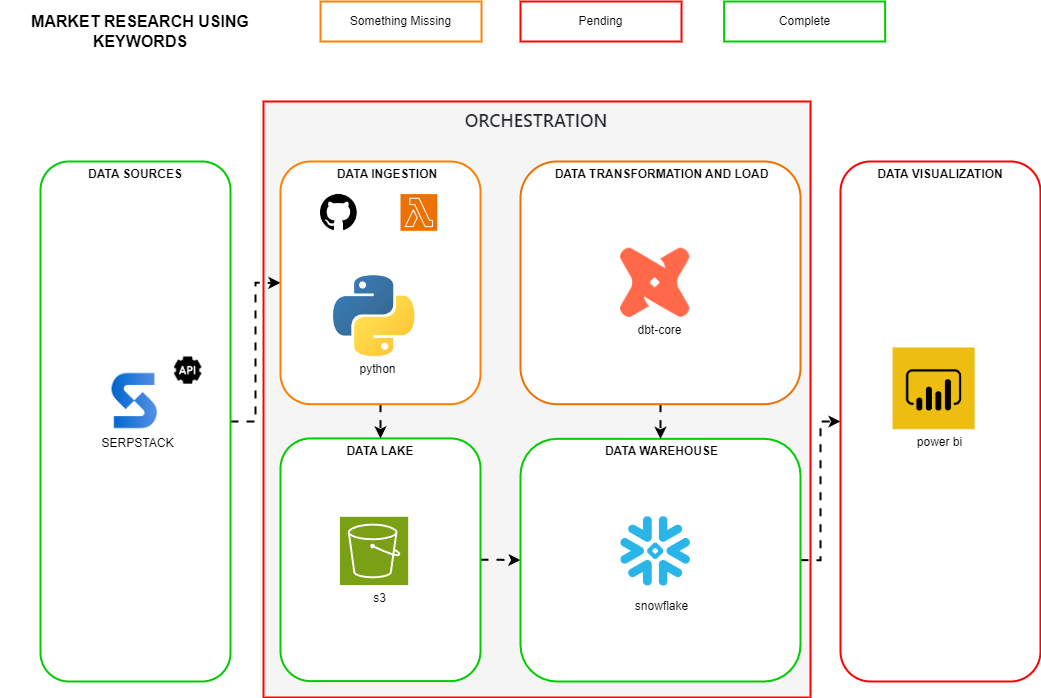 MARKET RESEARCH USING
KEYWORDS
Something Missing
Pending
Complete
ORCHESTRATION
DATA SOURCES
API
SERPSTACK
DATA INGESTION
python
DATA TRANSFORMATION AND LOAD
dbt-core
DATA LAKE
s3
DATA WAREHOUSE
snowflake
DATA VISUALIZATION
power bi